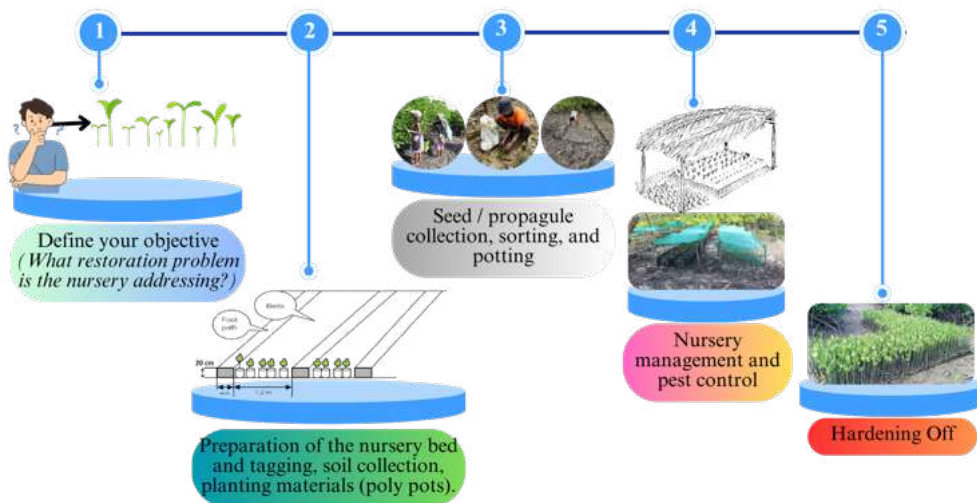 1
2
3
4
5
Define your objective
(What restoration problem
is the nursery addressing?)
Foot
path
Beds
20 cm
1.2 m
Preparation of the nursery bed
and tagging, soil collection,
planting materials (poly pots).
Seed / propagule
collection, sorting, and
potting
Nursery
management and
pest control
Hardening Off